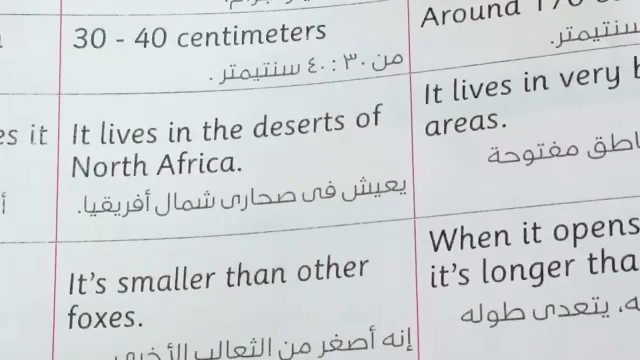 30 - 40 centimeters
من ٣٠ : ٤٠ سنتيمتر .
It lives in the deserts of
North Africa.
يعيش فى صحارى شمال أفريقيا.
It's smaller than other
foxes.
إنه أصغر من الثعالب الأخرى
Around
سنتيمتر.
It lives in very
areas.
مفتوحة
When it opens
it's longer
يتعدى طوله
it